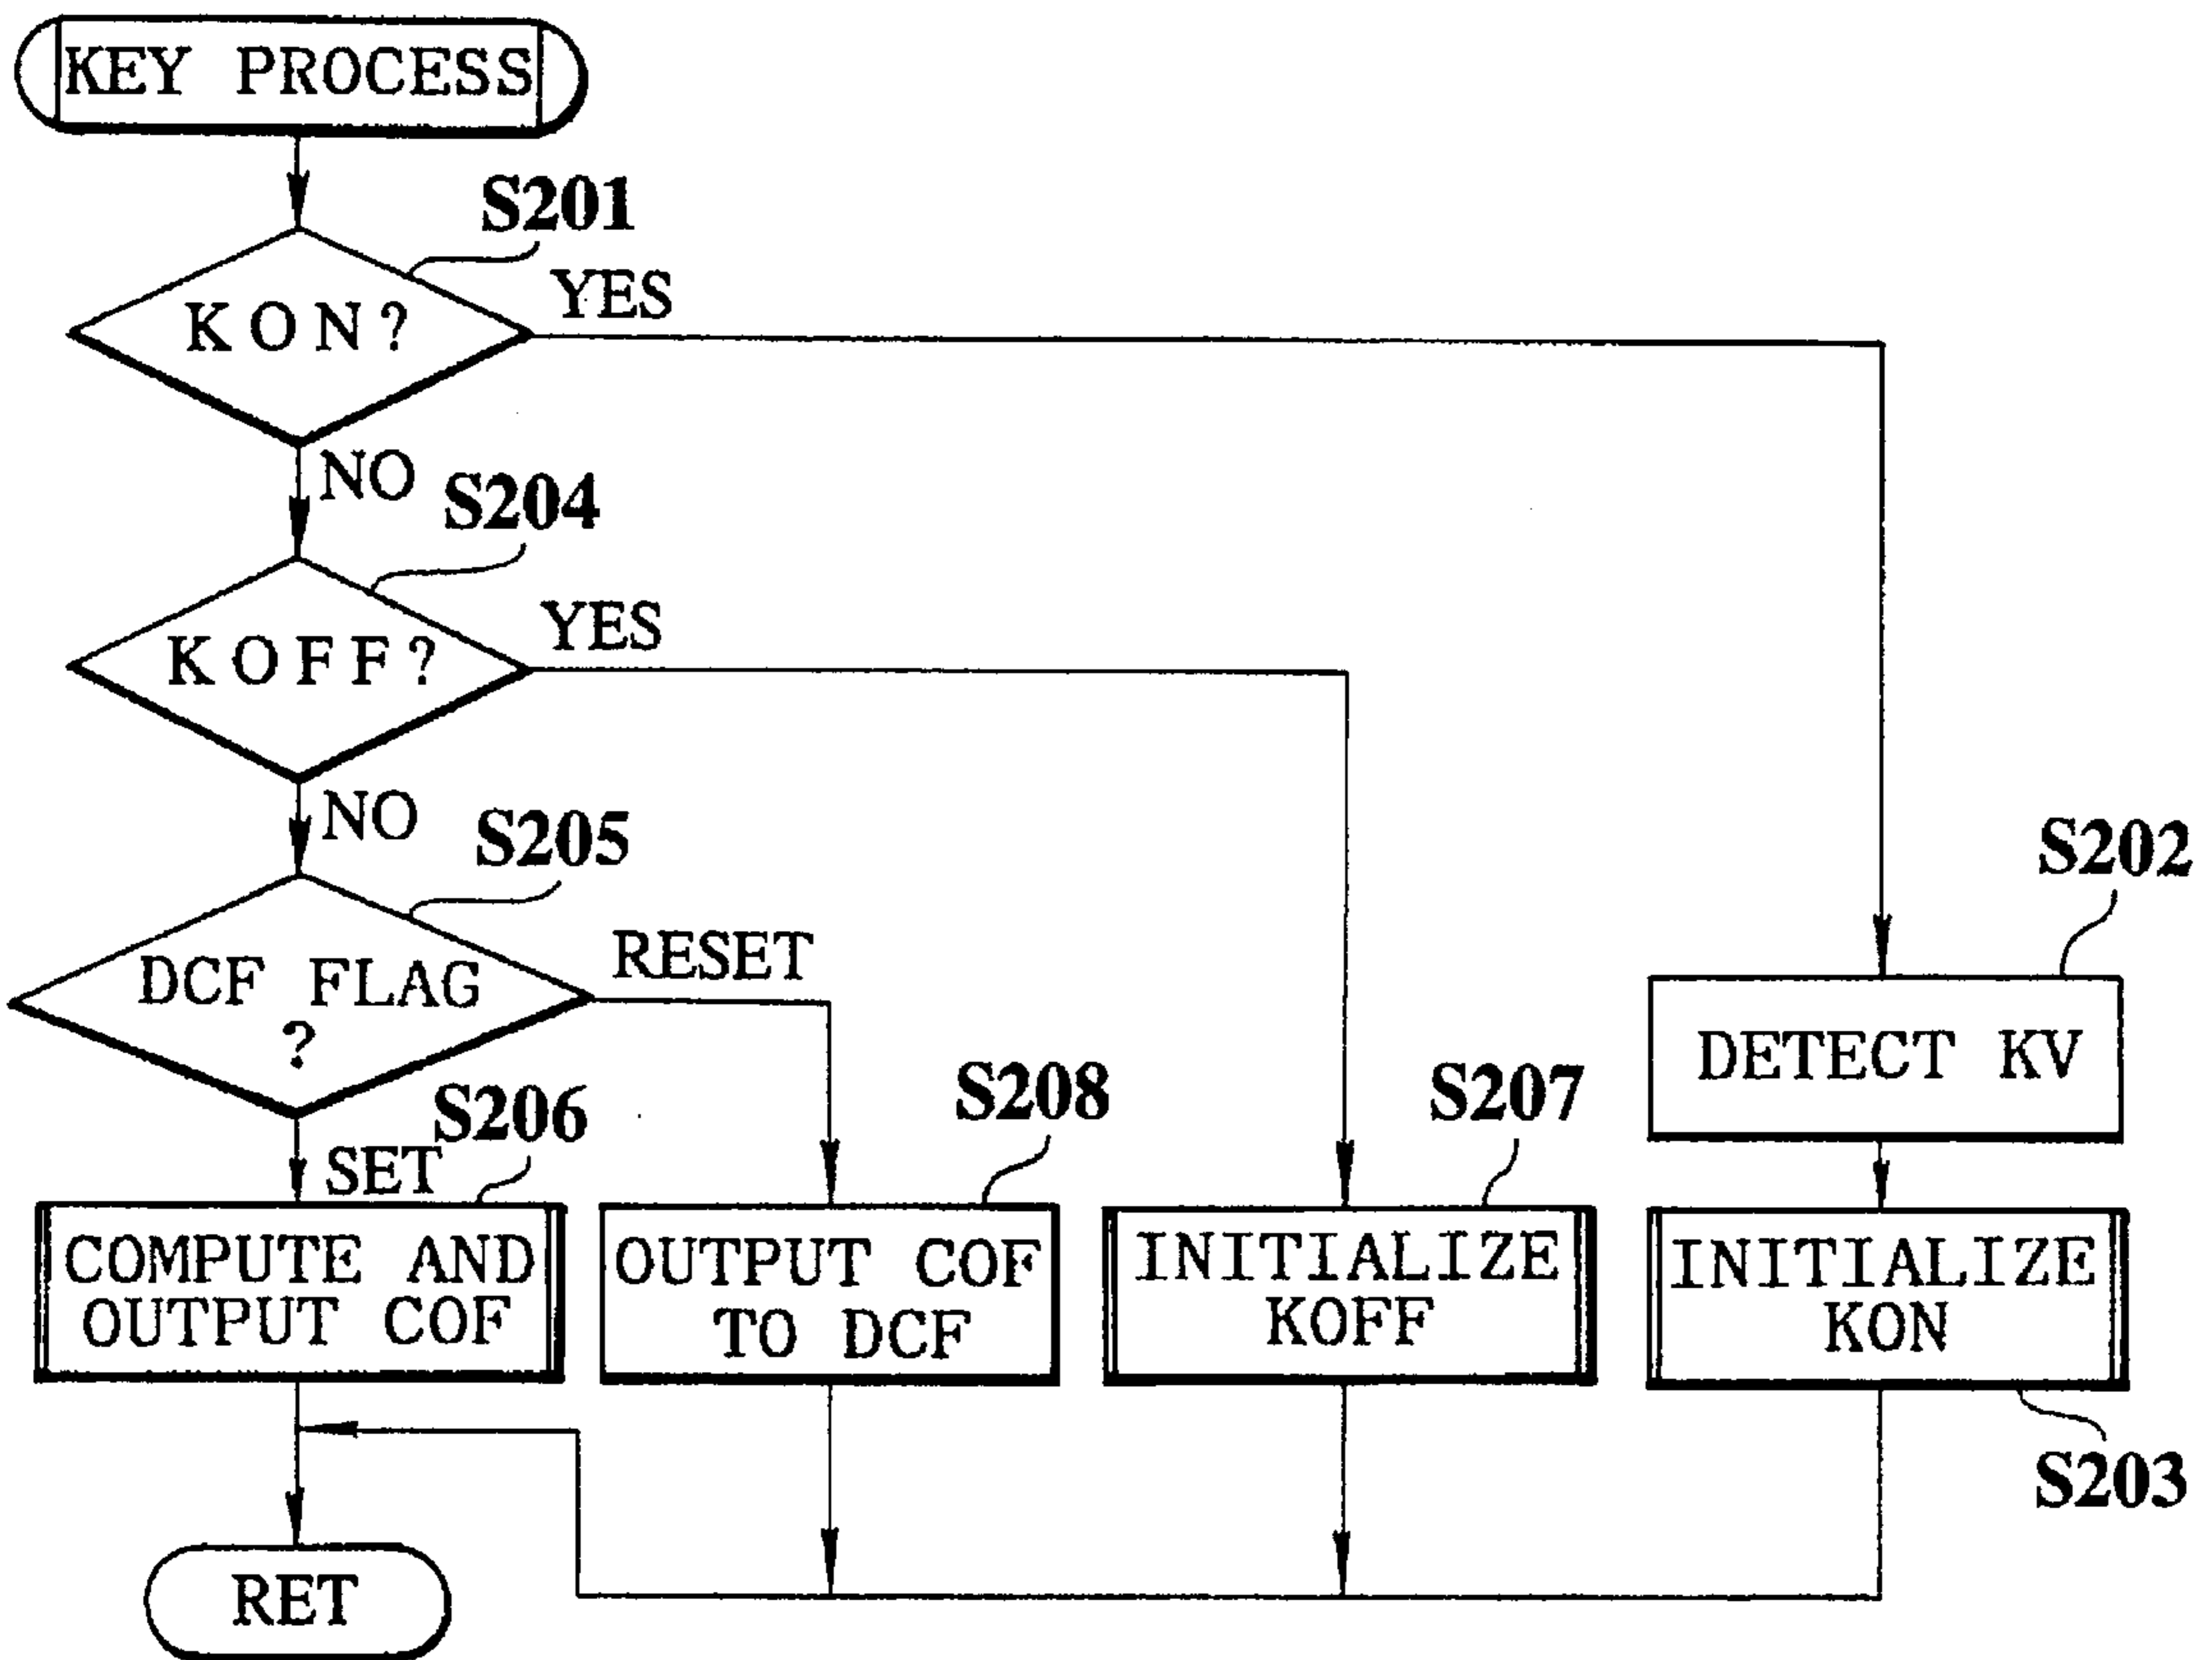 KEY PROCESS
S201
KON?
YES
NO
S204
KOFF?
YES
NO
S205
DCF FLAG
?
RESET
SET
S206
COMPUTE AND
OUTPUT COF
S208
OUTPUT COF
TO DCF
S207
INITIALIZE
KOFF
S202
DETECT KV
INITIALIZE
KON
S203
RET